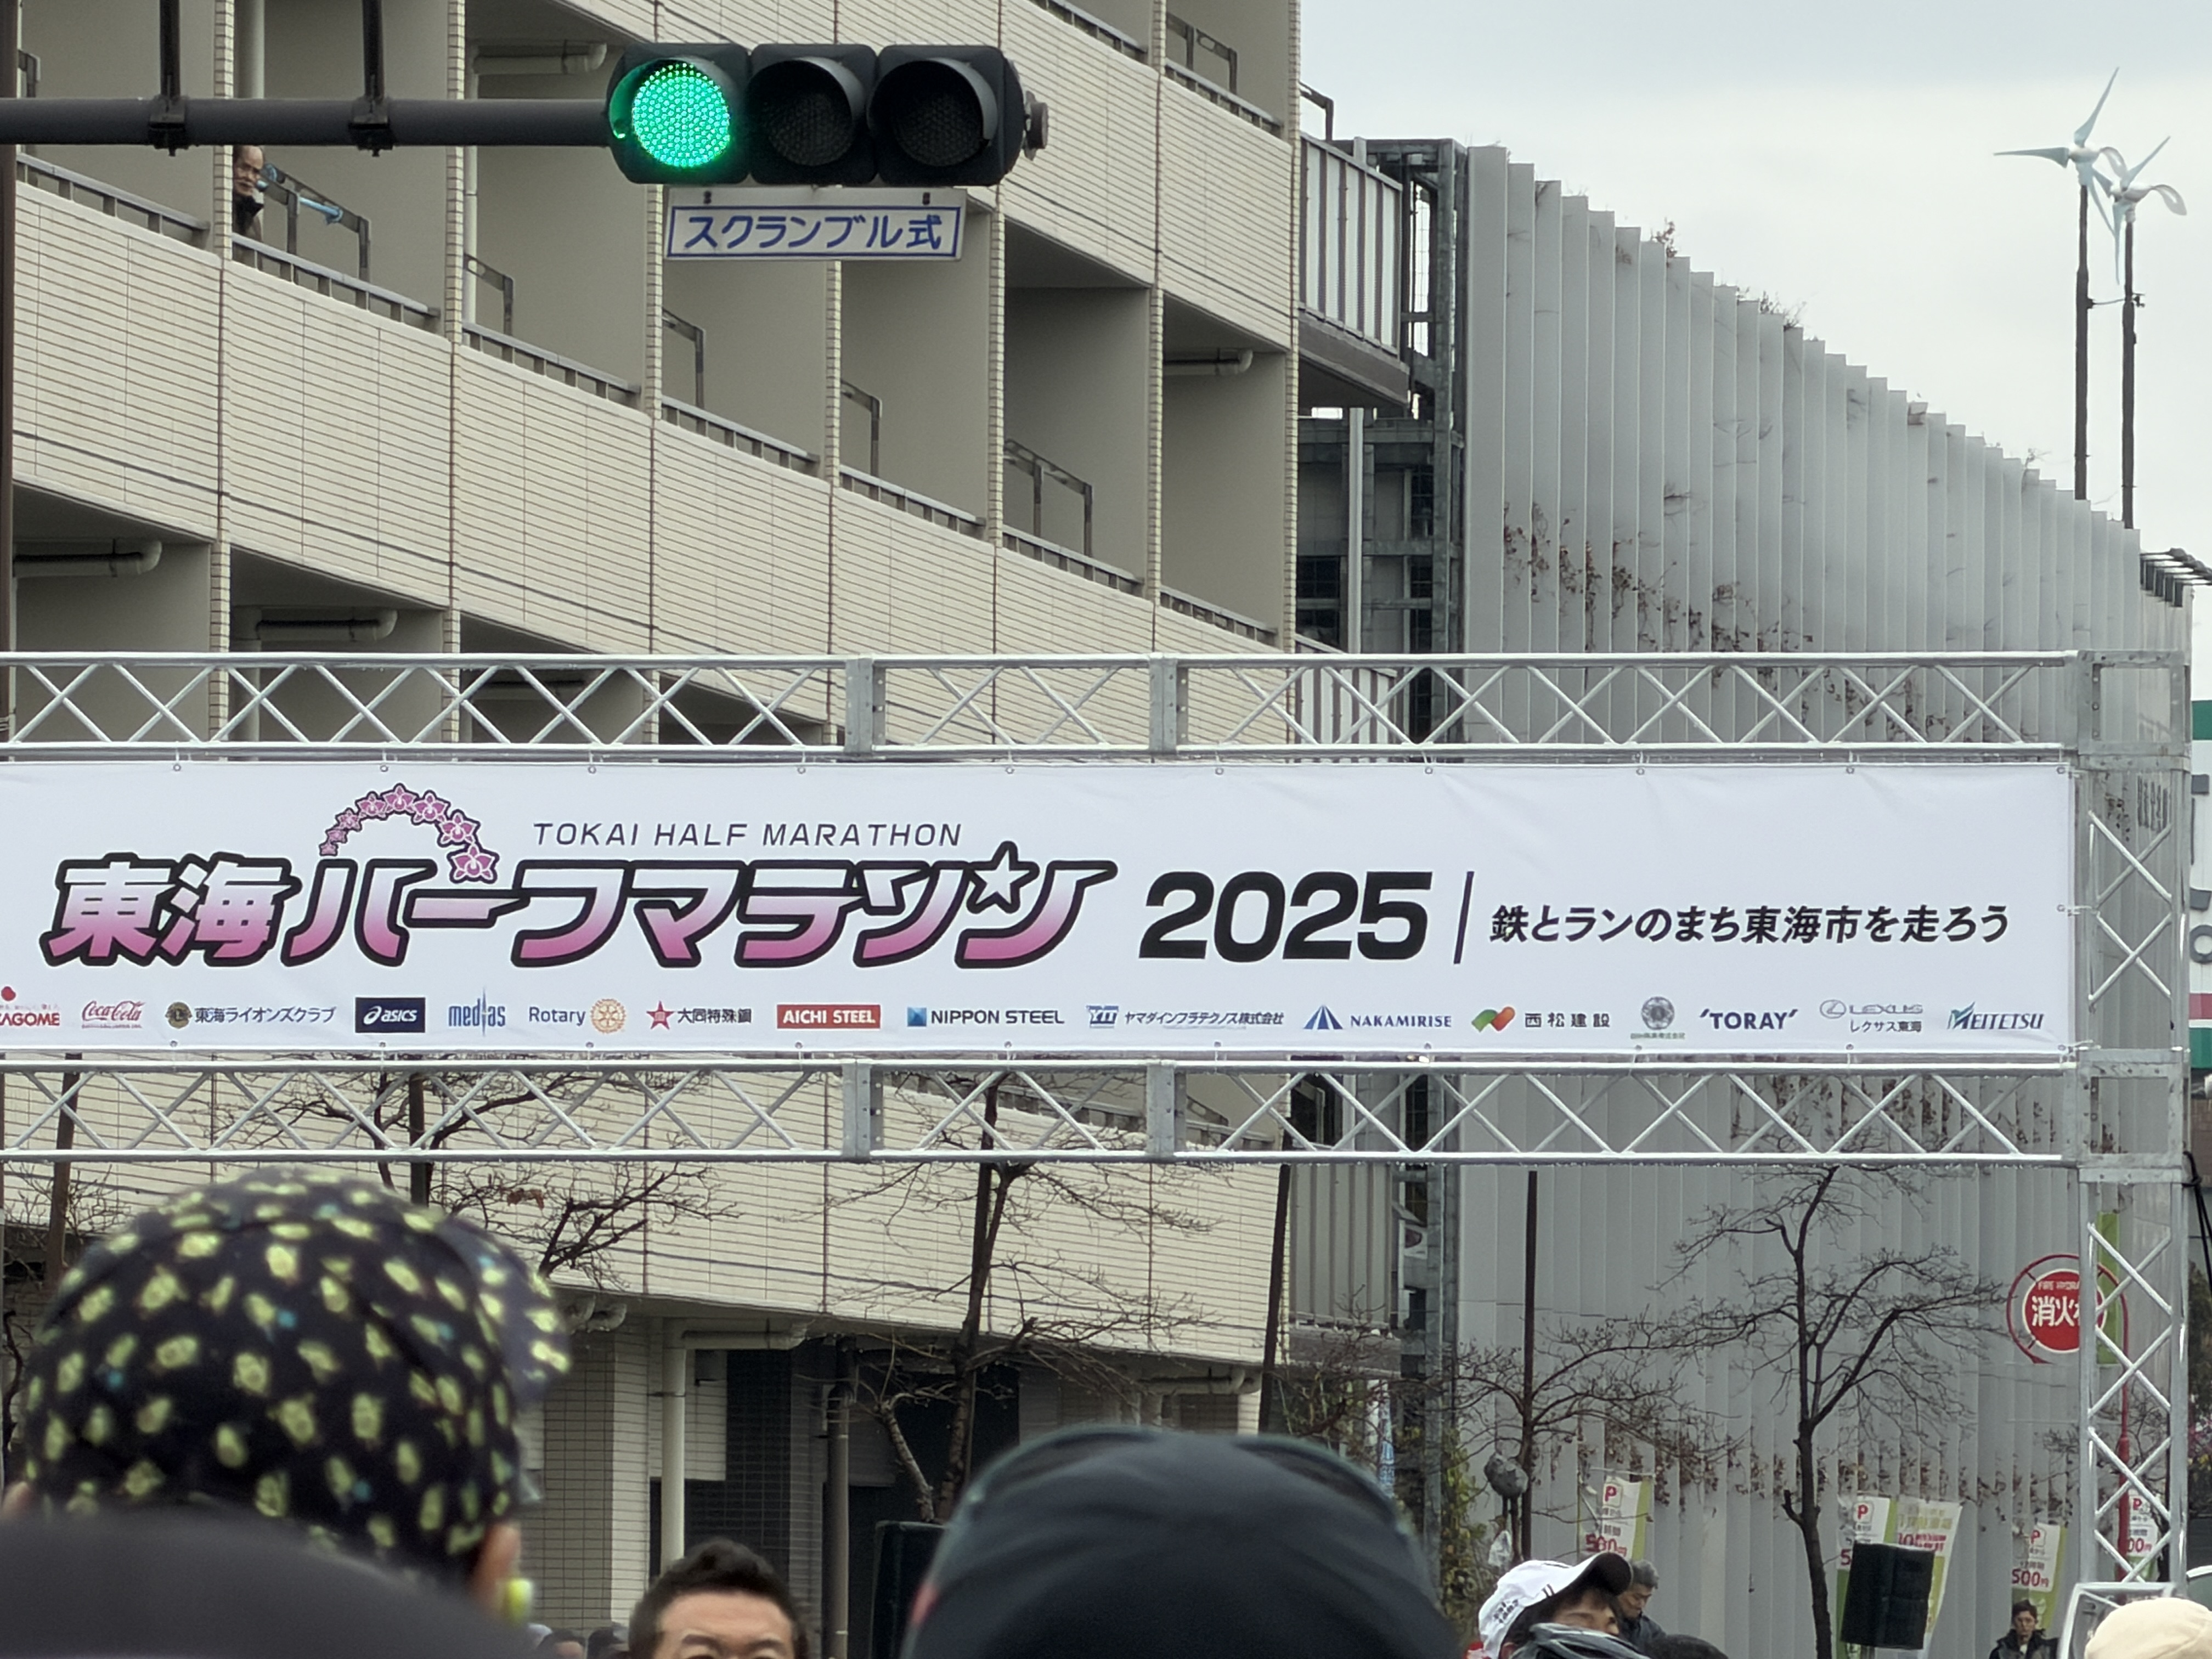 スクランブル式
TOKAI HALF MARATHON
東海ハーフマラソン 2025 鉄とランのまち東海市を走ろう
KAGOME Coca-Cola 東海ライオンズクラブ asics medias Rotary 大同特殊鋼 AICHI STEEL NIPPON STEEL YIT ヤマダインフラテクノス株式会社 NAKAMIRISE 西松建設 'TORAY' LEXUS レクサス東海 MEITETSU
消火栓
P
P
P
P
500円